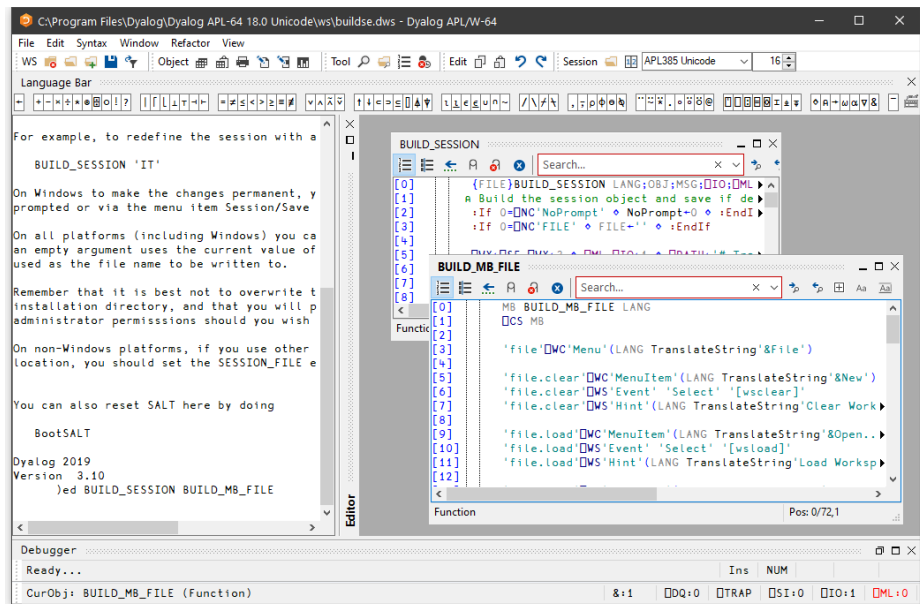 C:\Program Files\Dyalog\Dyalog APL-64 18.0 Unicode\ws\buildse.dws - Dyalog APL/W-64
File Edit Syntax Window Refactor View
WS Object Tool Edit Session APL385 Unicode 16
Language Bar
For example, to redefine the session with a
BUILD_SESSION 'IT'
On Windows to make the changes permanent, y
prompted or via the menu item Session/Save
On all platforms (including Windows) you ca
an empty argument uses the current value of
used as the file name to be written to.
Remember that it is best not to overwrite t
installation directory, and that you will p
administrator permisssions should you wish
On non-Windows platforms, if you use other
location, you should set the SESSION_FILE e
You can also reset SALT here by doing
BootSALT
Dyalog 2019
Version 3.10
)ed BUILD_SESSION BUILD_MB_FILE
Editor
BUILD_SESSION
Search...
[0] {FILE}BUILD_SESSION LANG;OBJ;MSG;⎕IO;⎕ML
[1] ⍝ Build the session object and save if de
[2] :If 0=⎕NC'NoPrompt' ⋄ NoPrompt←0 ⋄ :EndI
[3] :If 0=⎕NC'FILE' ⋄ FILE←'' ⋄ :EndIf
[4]
[5]
[6]
[7]
[8]
Functic
BUILD_MB_FILE
Search...
[0] MB BUILD_MB_FILE LANG
[1] ⎕CS MB
[2]
[3] 'file'⎕WC'Menu'(LANG TranslateString'&File')
[4]
[5] 'file.clear'⎕WC'MenuItem'(LANG TranslateString'&New')
[6] 'file.clear'⎕WS'Event' 'Select' '[wsclear]'
[7] 'file.clear'⎕WS'Hint'(LANG TranslateString'Clear Work
[8]
[9] 'file.load'⎕WC'MenuItem'(LANG TranslateString'&Open..
[10] 'file.load'⎕WS'Event' 'Select' '[wsload]'
[11] 'file.load'⎕WS'Hint'(LANG TranslateString'Load Worksp
[12]
Function Pos: 0/72,1
Debugger
Ready... Ins NUM
CurObj: BUILD_MB_FILE (Function) &:1 ⎕DQ:0 ⎕TRAP ⎕SI:0 ⎕IO:1 ⎕ML:0